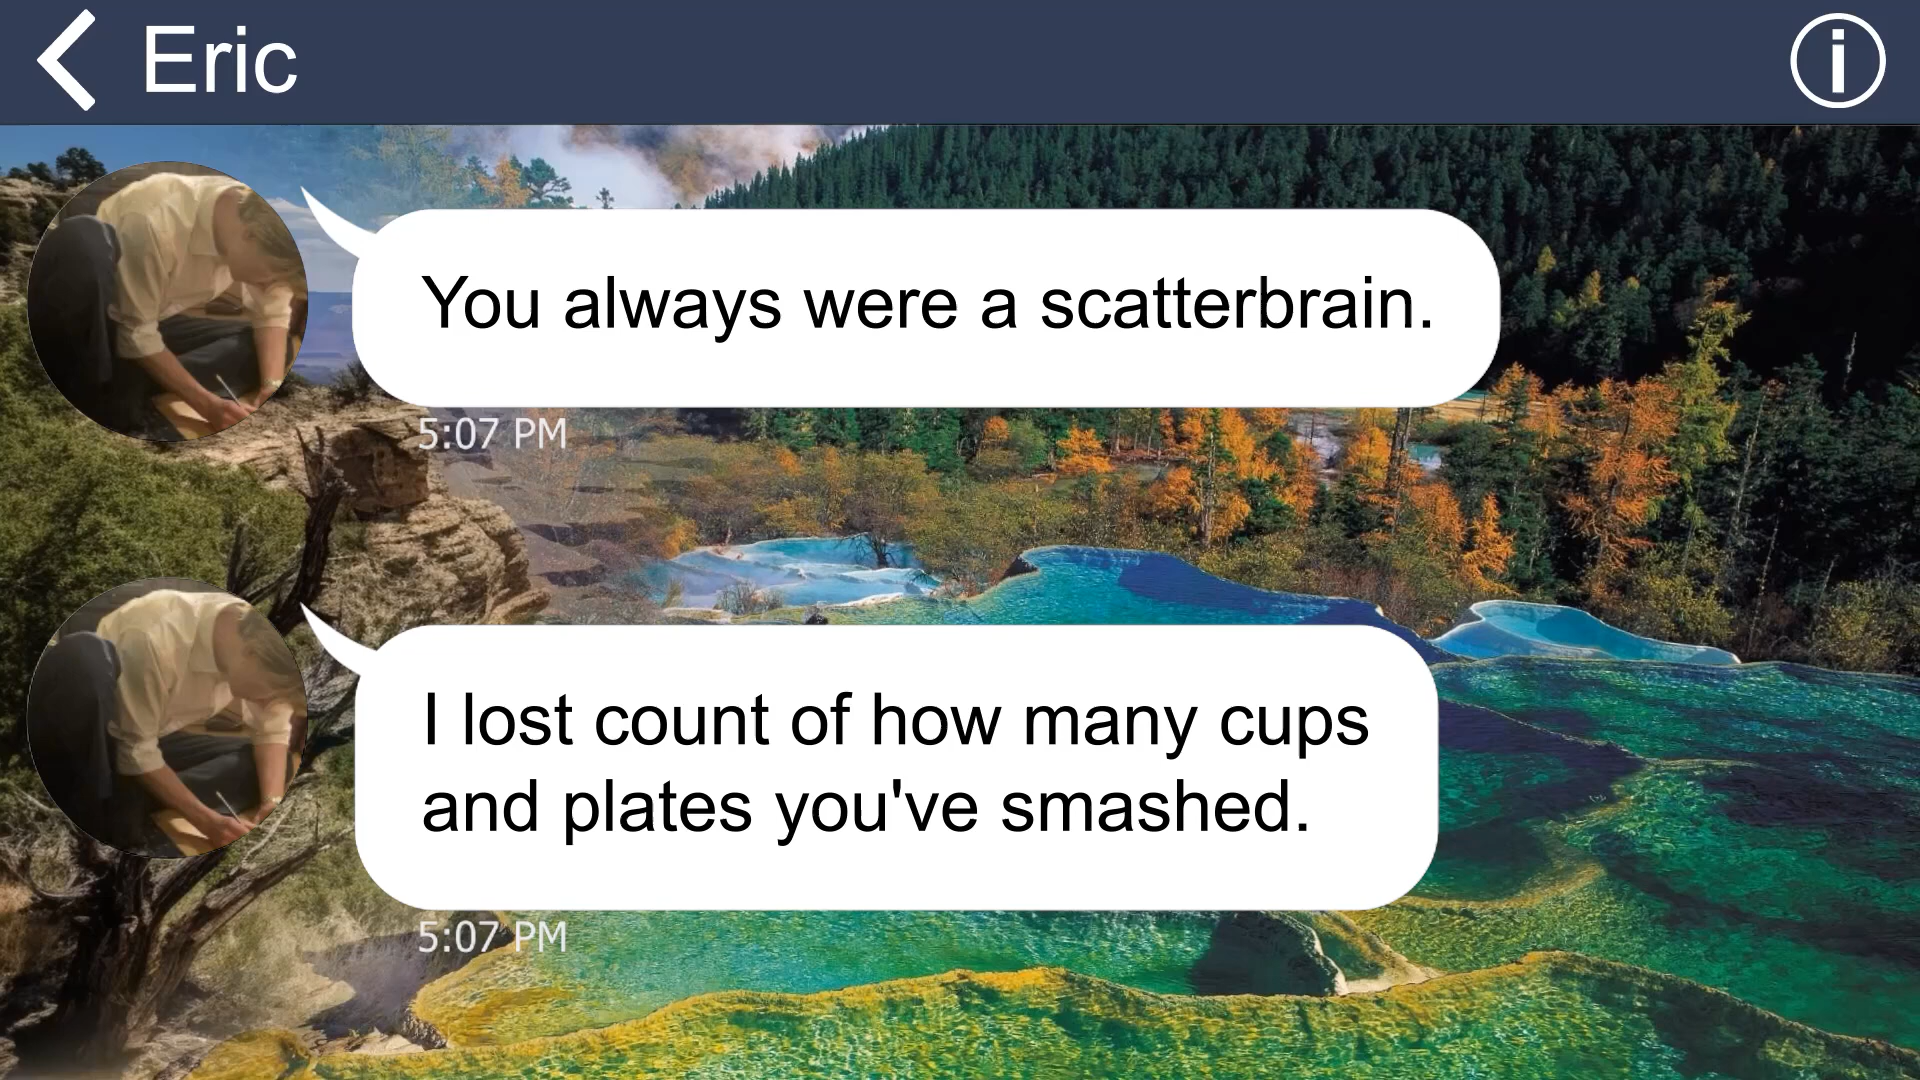 Eric
You always were a scatterbrain.
5:07 PM
I lost count of how many cups
and plates you've smashed.
5:07 PM